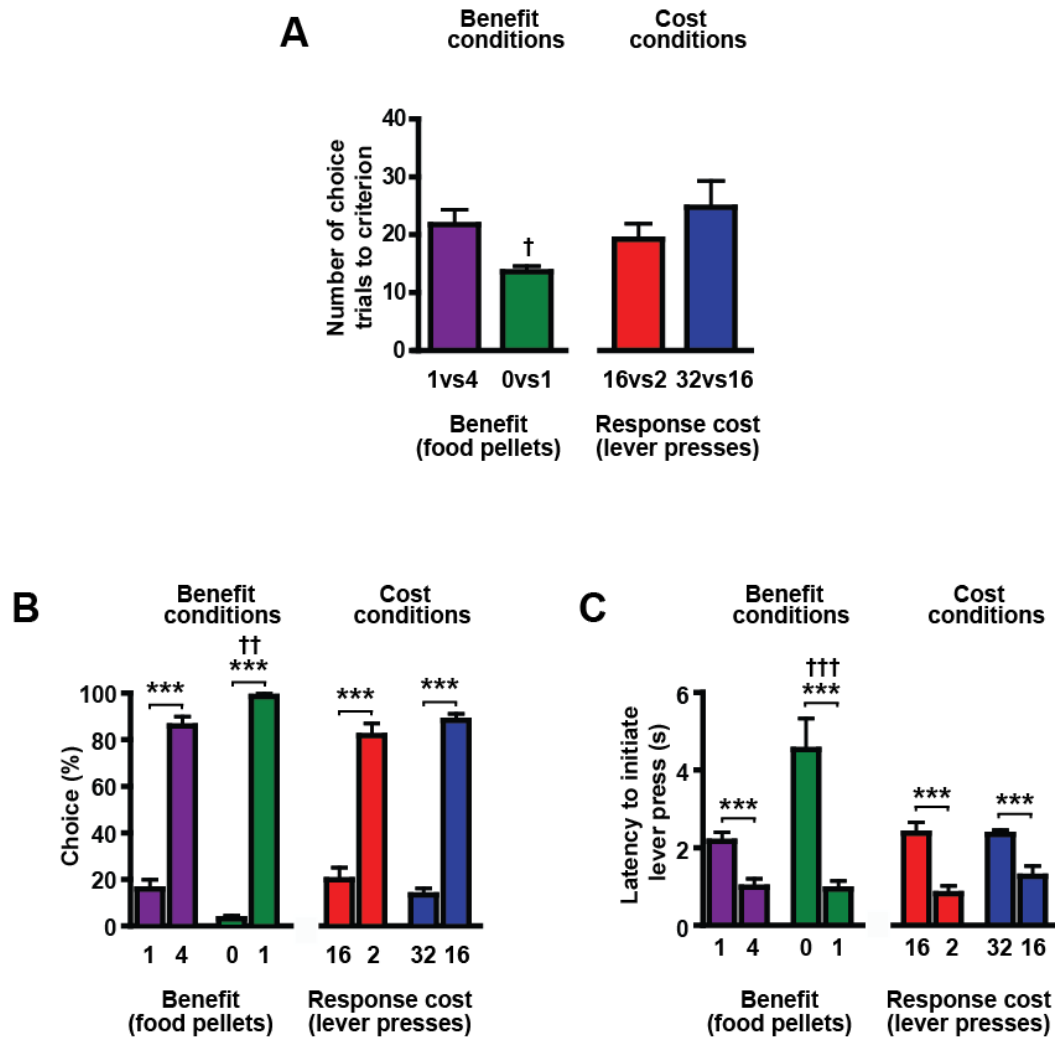 A
Benefit
conditions
Cost
conditions
Number of choice
trials to criterion
40
30
20
10
0
†
1vs4 0vs1 16vs2 32vs16
Benefit
(food pellets)
Response cost
(lever presses)
B
Benefit
conditions
Cost
conditions
Choice (%)
100
80
60
40
20
0
***
††
***
***
***
1 4 0 1 16 2 32 16
Benefit
(food pellets)
Response cost
(lever presses)
C
Benefit
conditions
Cost
conditions
Latency to initiate
lever press (s)
6
4
2
0
***
†††
***
***
***
1 4 0 1 16 2 32 16
Benefit
(food pellets)
Response cost
(lever presses)